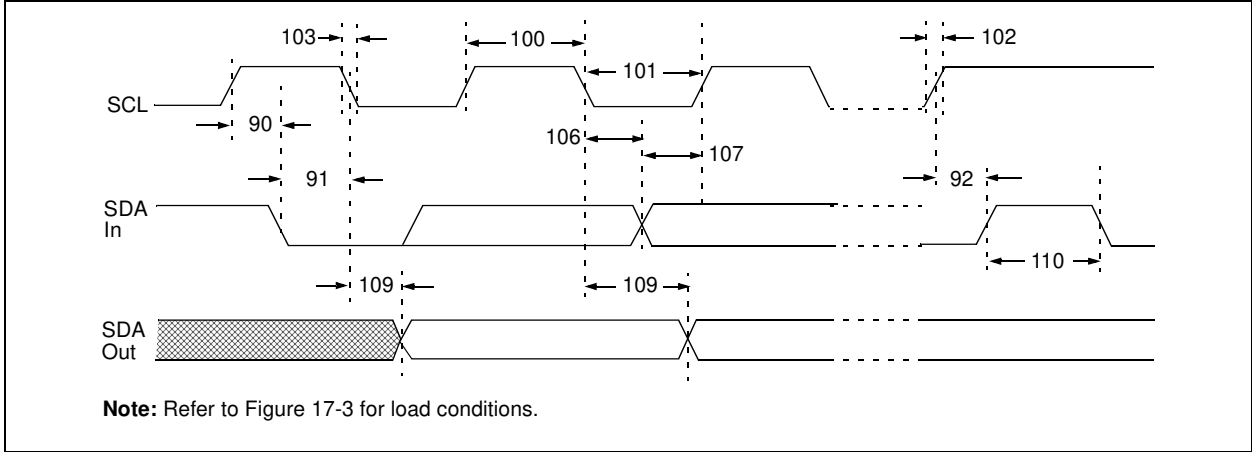 103
100
102
101
SCL
90
106
107
91
92
SDA
In
110
109
109
SDA
Out
Note: Refer to Figure 17-3 for load conditions.